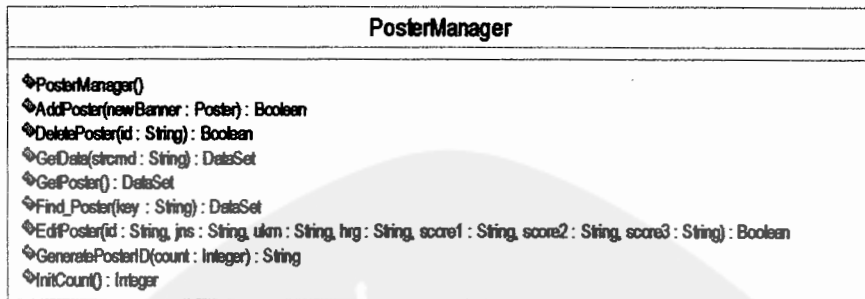 PosterManager
PosterManager()
AddPoster(newBanner : Poster) : Boolean
DeletePoster(id : String) : Boolean
GetData(strcmd : String) : DataSet
GetPoster() : DataSet
Find_Poster(key : String) : DataSet
EditPoster(id : String, jns : String, ukrn : String, hrg : String, score1 : String, score2 : String, score3 : String) : Boolean
GeneratePosterID(count : Integer) : String
InitCount() : Integer